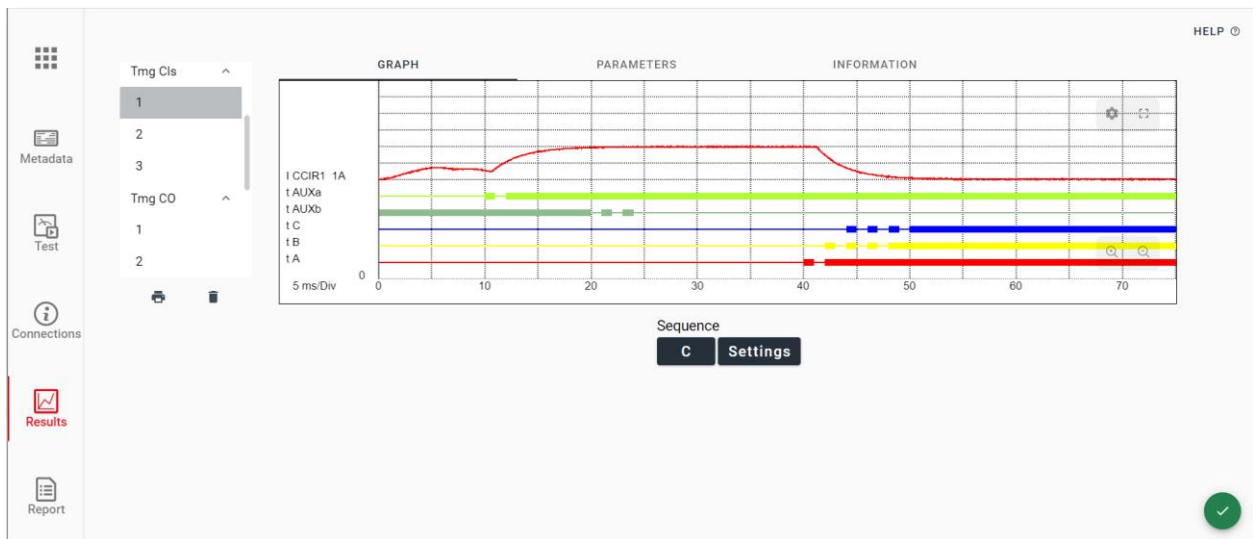 HELP
Metadata
Test
Connections
Results
Report
Tmg Cls
1
2
3
Tmg CO
1
2
GRAPH PARAMETERS INFORMATION
I CCIR1 1A
t AUXa
t AUXb
t C
t B
t A
0
5 ms/Div 0 10 20 30 40 50 60 70
Sequence
C Settings